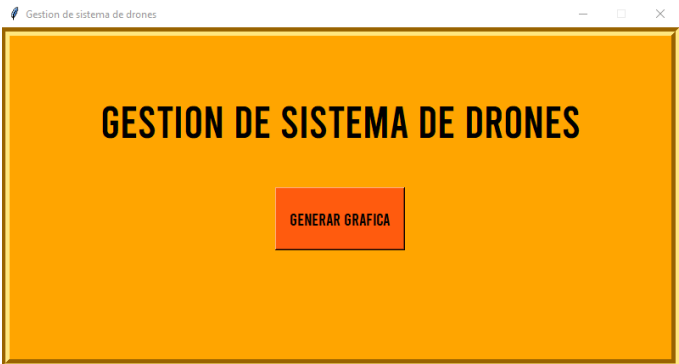 Gestion de sistema de drones
GESTION DE SISTEMA DE DRONES
GENERAR GRAFICA